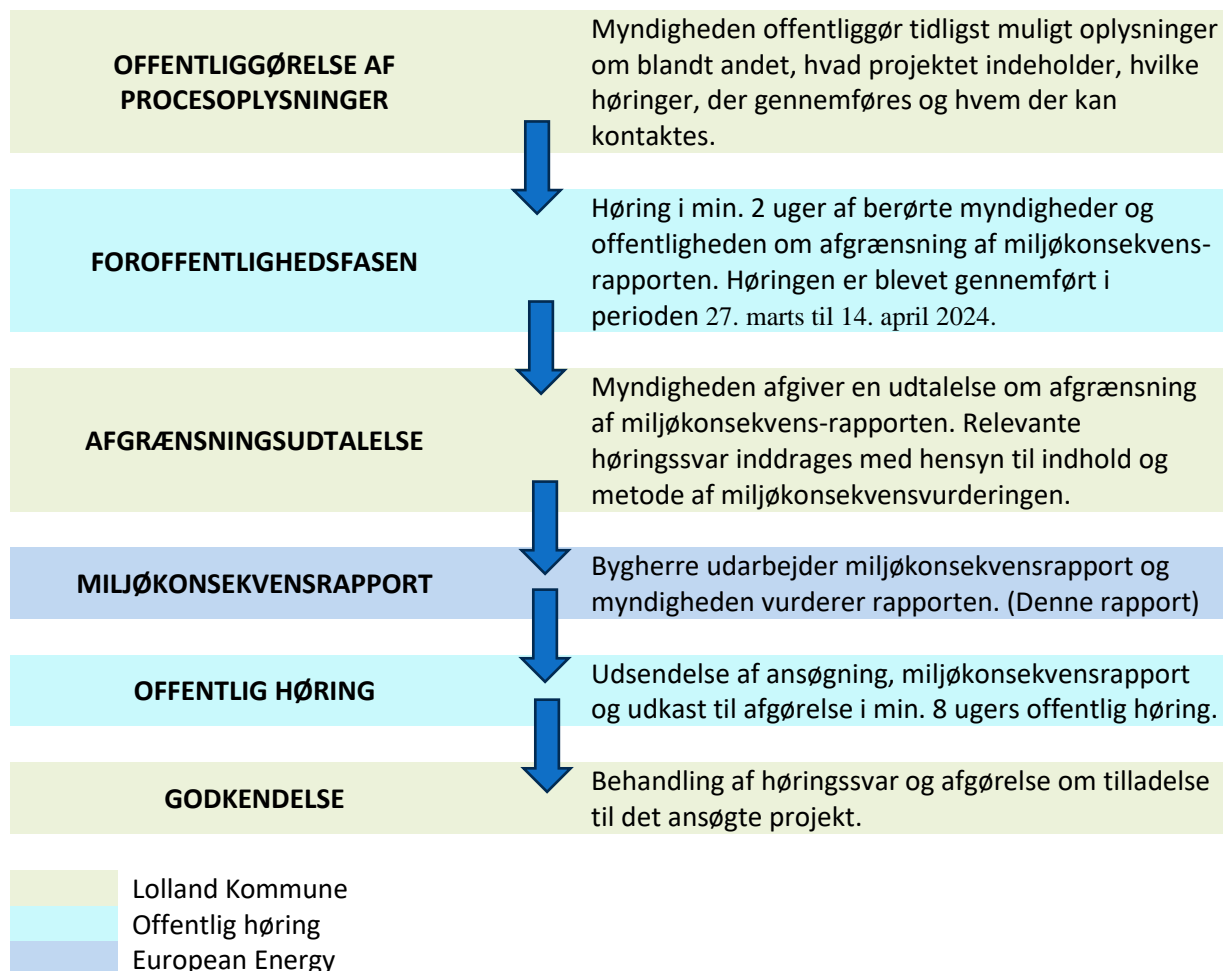 OFFENTLIGGØRELSE AF
PROCESOPLYSNINGER
Myndigheden offentliggør tidligst muligt oplysninger
om blandt andet, hvad projektet indeholder, hvilke
høringer, der gennemføres og hvem der kan
kontaktes.
FOROFFENTLIGHEDSFASEN
Høring i min. 2 uger af berørte myndigheder og
offentligheden om afgrænsning af miljøkonsekvens-
rapporten. Høringen er blevet gennemført i
perioden 27. marts til 14. april 2024.
AFGRÆNSNINGSUDTALELSE
Myndigheden afgiver en udtalelse om afgrænsning
af miljøkonsekvens-rapporten. Relevante
høringssvar inddrages med hensyn til indhold og
metode af miljøkonsekvensvurderingen.
MILJØKONSEKVENSRAPPORT
Bygherre udarbejder miljøkonsekvensrapport og
myndigheden vurderer rapporten. (Denne rapport)
OFFENTLIG HØRING
Udsendelse af ansøgning, miljøkonsekvensrapport
og udkast til afgørelse i min. 8 ugers offentlig høring.
GODKENDELSE
Behandling af høringssvar og afgørelse om tilladelse
til det ansøgte projekt.
Lolland Kommune
Offentlig høring
European Energy